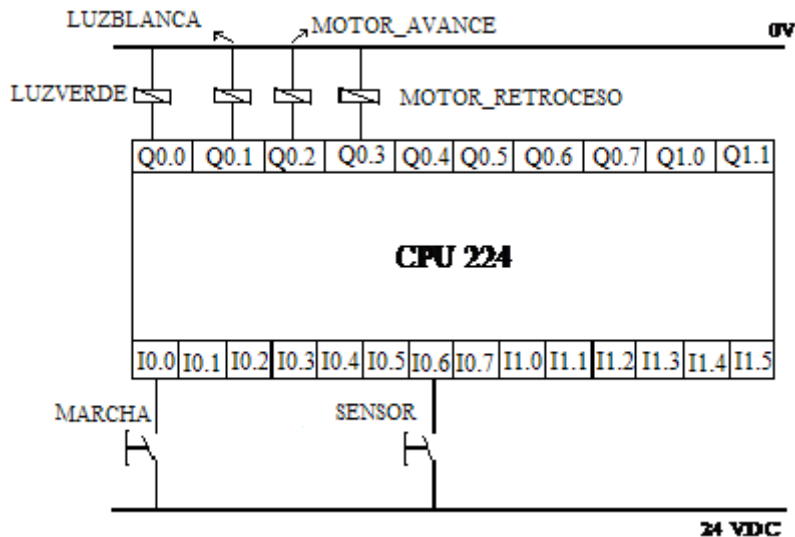 LUZBLANCA
MOTOR_AVANCE
0V
LUZVERDE
MOTOR_RETROCESO
Q0.0 Q0.1 Q0.2 Q0.3 Q0.4 Q0.5 Q0.6 Q0.7 Q1.0 Q1.1
CPU 224
I0.0 I0.1 I0.2 I0.3 I0.4 I0.5 I0.6 I0.7 I1.0 I1.1 I1.2 I1.3 I1.4 I1.5
MARCHA
SENSOR
24 VDC